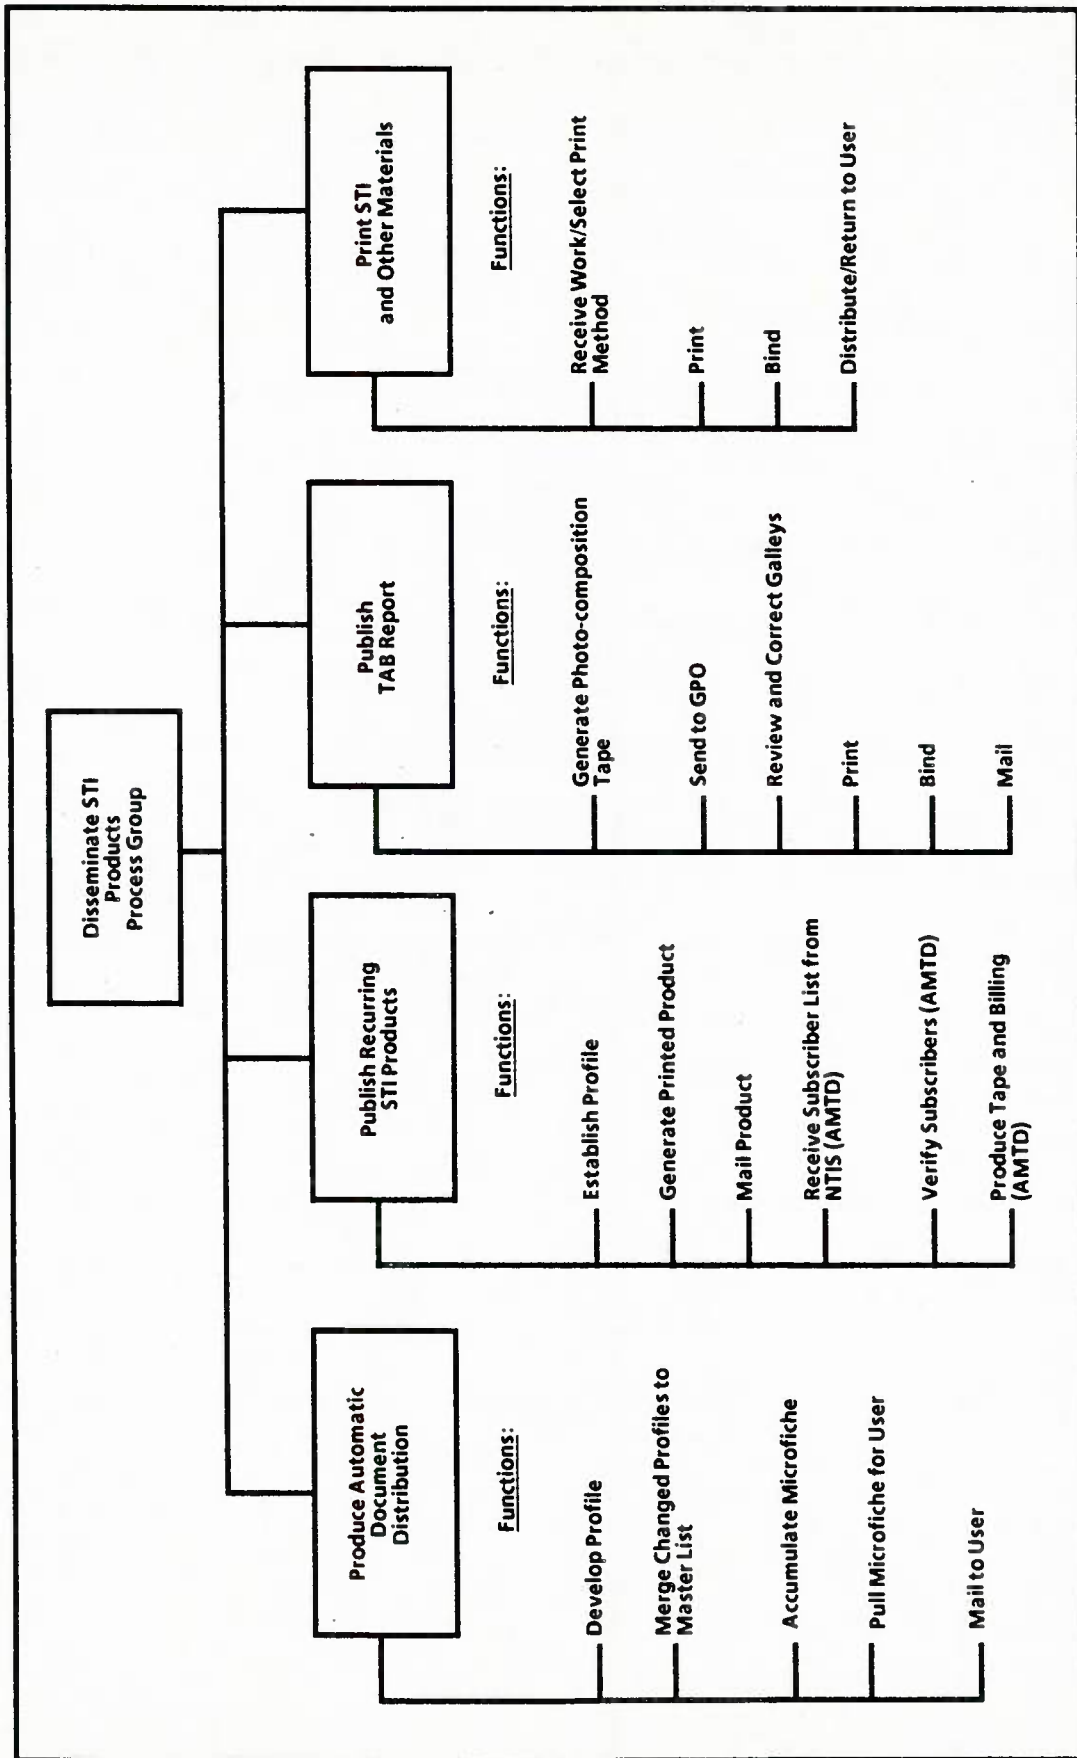 Disseminate STI
Products
Process Group
Produce Automatic
Document
Distribution
Functions:
Develop Profile
Merge Changed Profiles to
Master List
Accumulate Microfiche
Pull Microfiche for User
Mail to User
Publish Recurring
STI Products
Functions:
Establish Profile
Generate Printed Product
Mail Product
Receive Subscriber List from
NTIS (AMTD)
Verify Subscribers (AMTD)
Produce Tape and Billing
(AMTD)
Publish
TAB Report
Functions:
Generate Photo-composition
Tape
Send to GPO
Review and Correct Galleys
Print
Bind
Mail
Print STI
and Other Materials
Functions:
Receive Work/Select Print
Method
Print
Bind
Distribute/Return to User